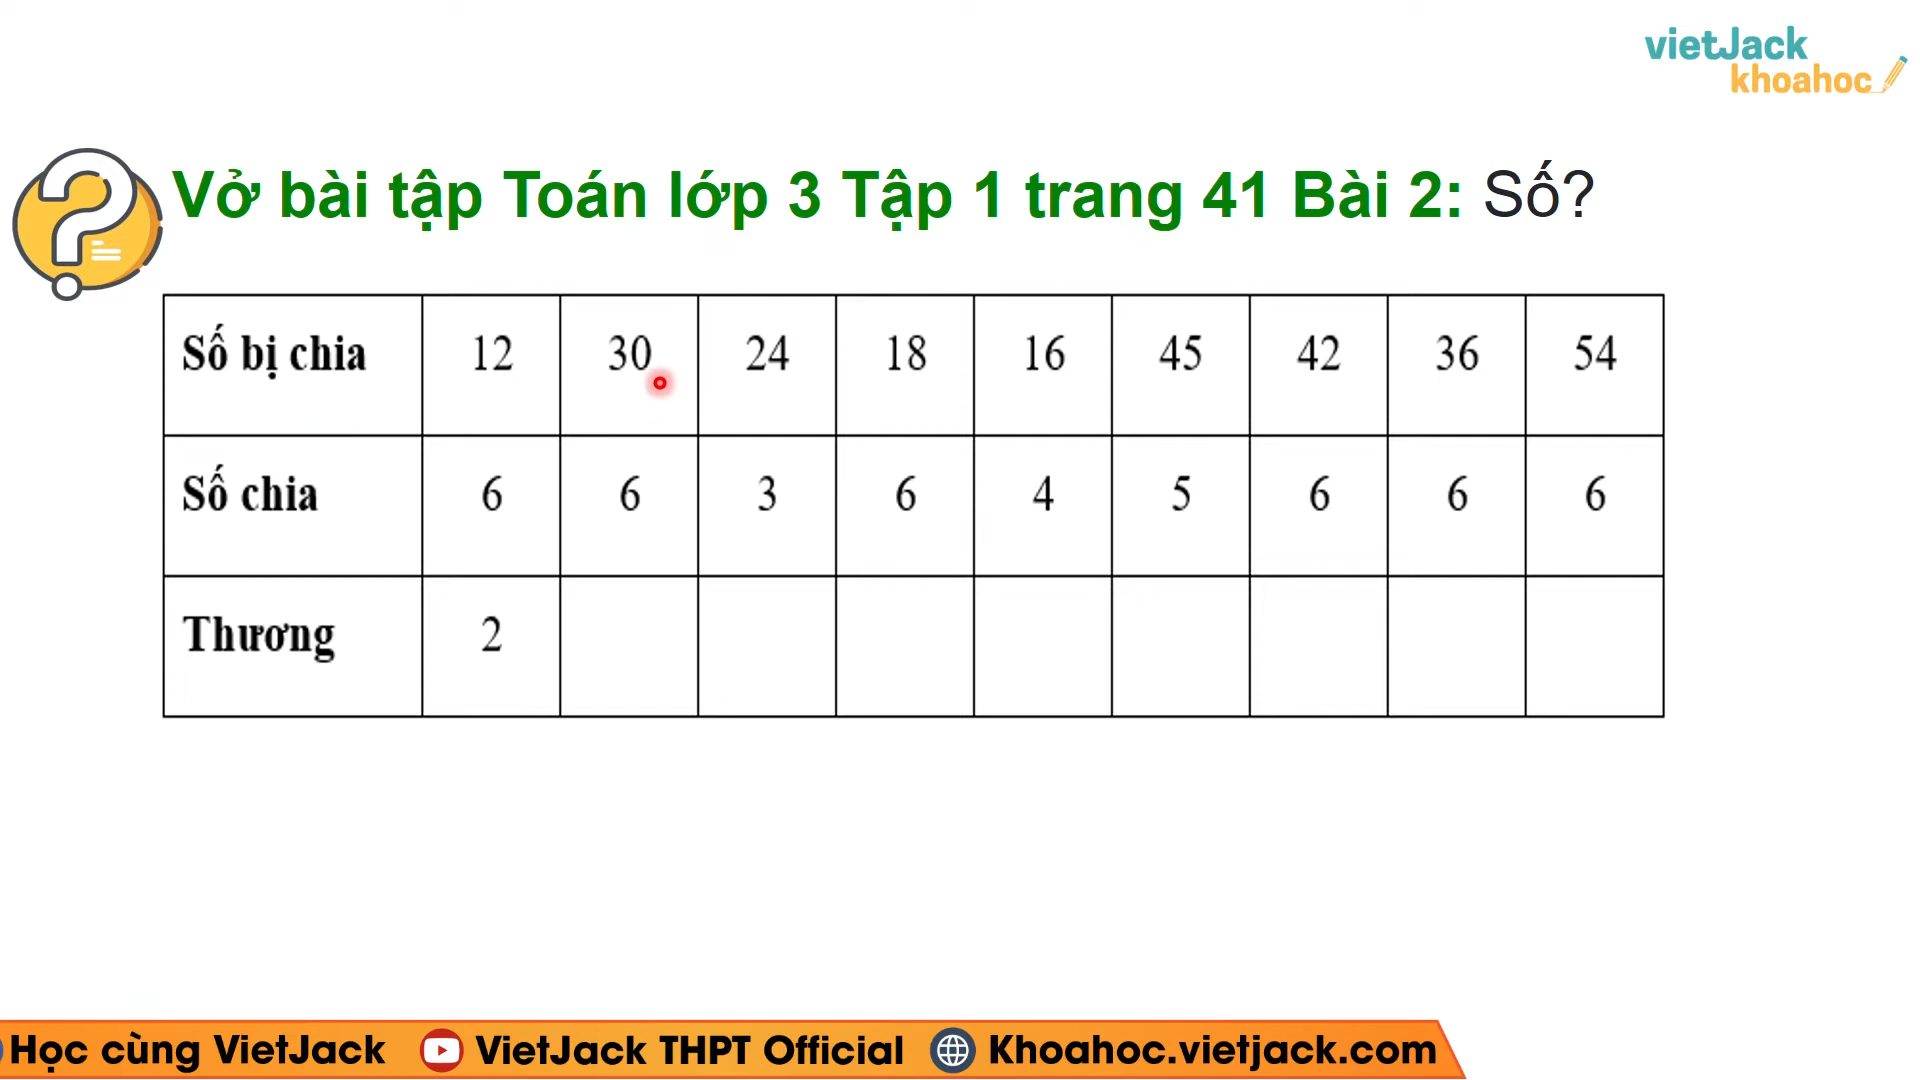 vietJack
khoahoc
Vở bài tập Toán lớp 3 Tập 1 trang 41 Bài 2: Số?
Số bị chia 12 30 24 18 16 45 42 36 54
Số chia 6 6 3 6 4 5 6 6 6
Thương 2
Học cùng VietJack VietJack THPT Official Khoahoc.vietjack.com